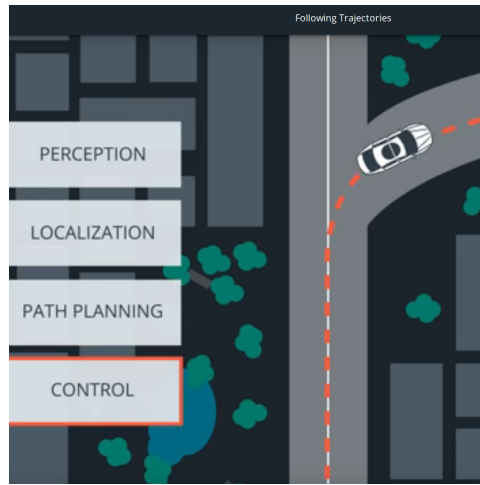 Following Trajectories
PERCEPTION
LOCALIZATION
PATH PLANNING
CONTROL